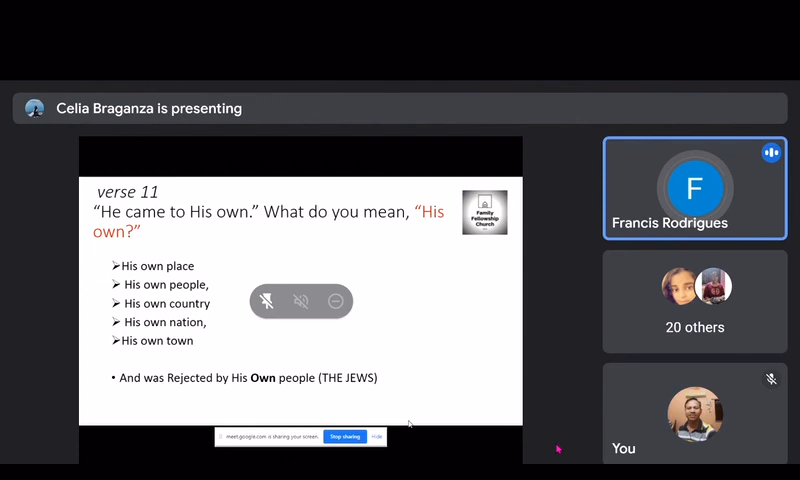 Celia Braganza is presenting
verse 11
“He came to His own.” What do you mean, “His
own?”
Family
Fellowship
Church
➢His own place
➢ His own people,
➢ His own country
➢ His own nation,
➢His own town
• And was Rejected by His Own people (THE JEWS)
meet.google.com is sharing your screen.
Stop sharing
Hide
F
Francis Rodrigues
20 others
You